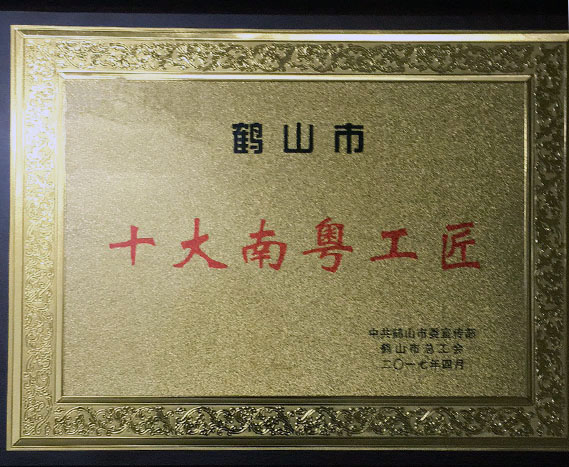 鹤山市
十大南粤工匠
中共鹤山市委宣传部
鹤山市总工会
二〇一七年四月